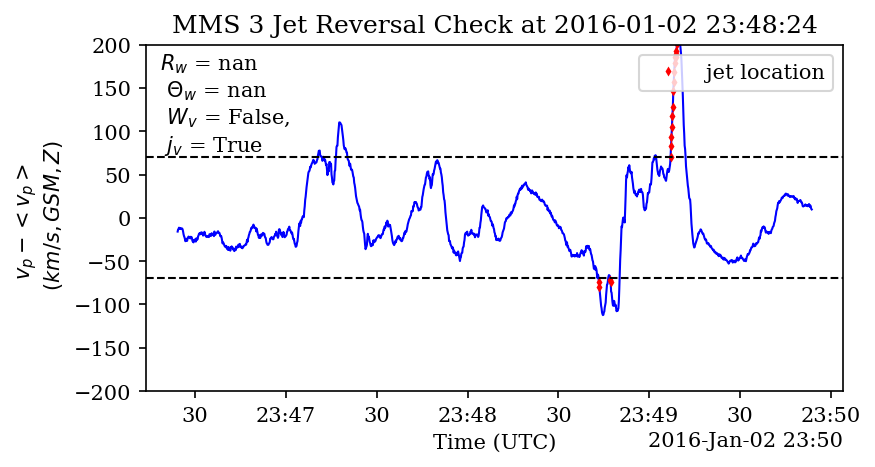 MMS 3 Jet Reversal Check at 2016-01-02 23:48:24
R_w = nan
Θ_w = nan
W_v = False,
j_v = True
jet location
200
150
100
50
0
−50
−100
−150
−200
v_p − < v_p >
(km/s, GSM, Z)
30
23:47
30
23:48
30
23:49
30
23:50
Time (UTC)
2016-Jan-02 23:50